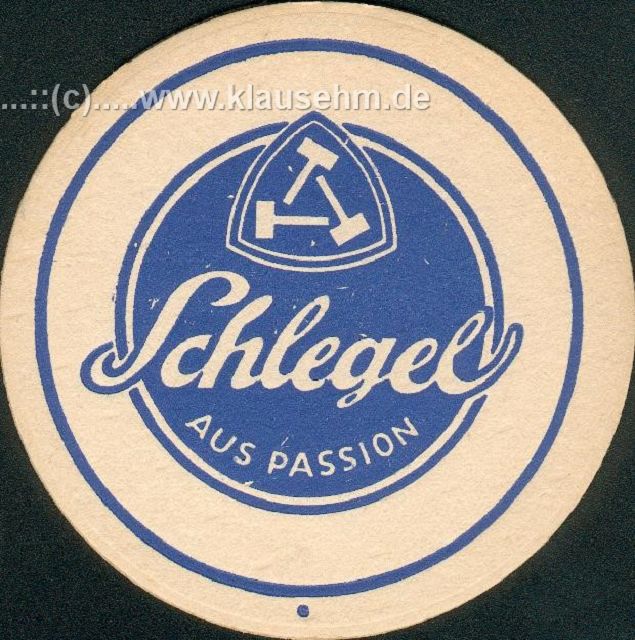 ...::(c).....www.klausehm.de
Schlegel
AUS PASSION